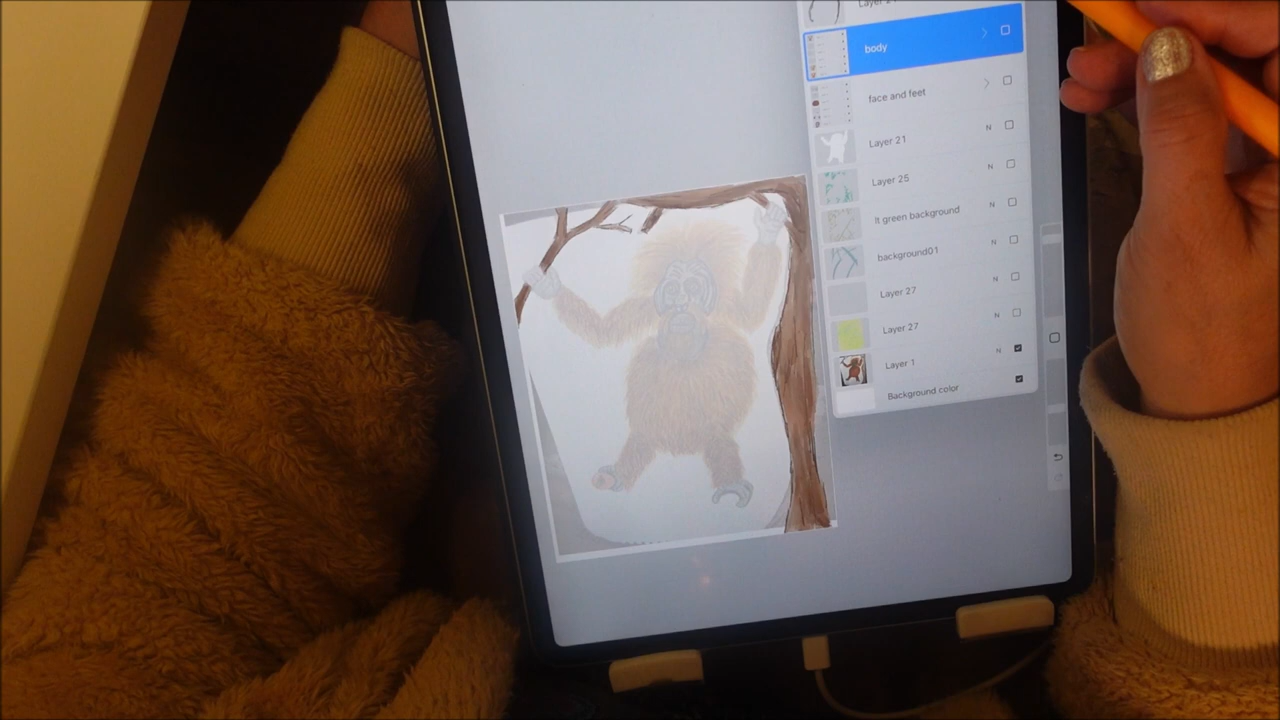 Layer
body
face and feet
Layer 21
N
Layer 25
N
lt green background
N
background01
N
Layer 27
N
Layer 27
N
Layer 1
N
Background color